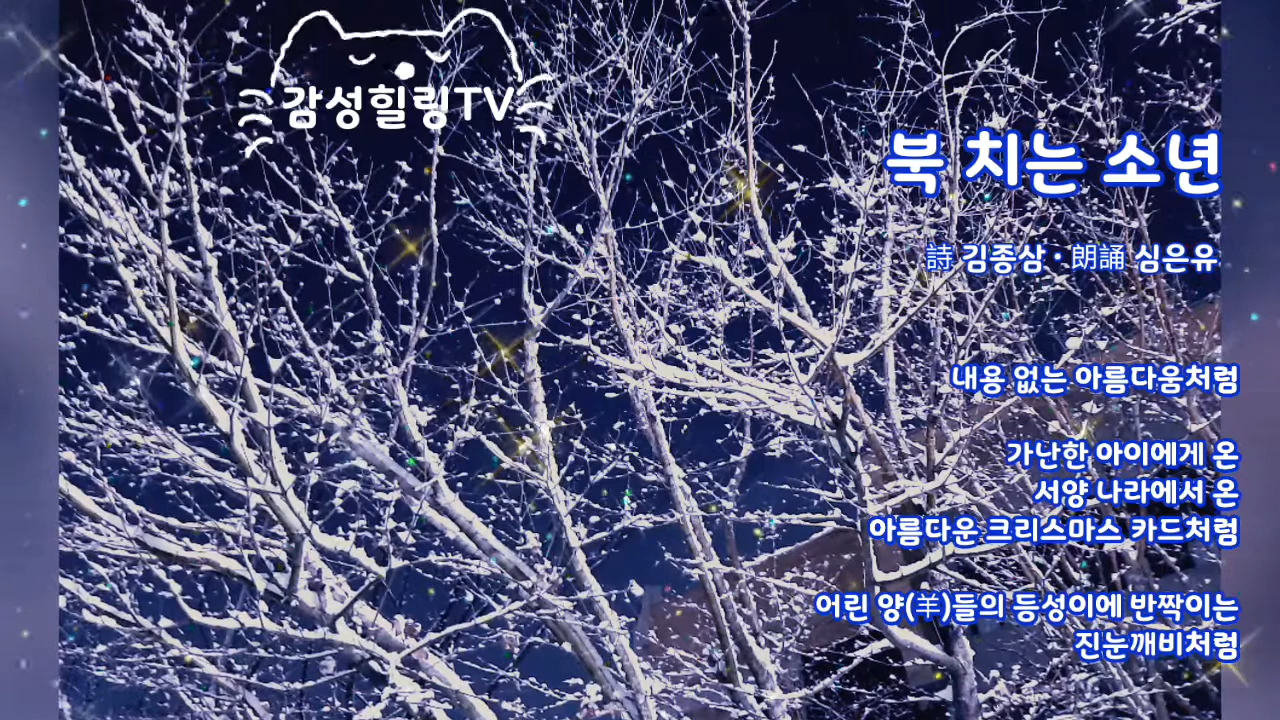 감성힐링TV
북 치는 소년
詩 김종삼 · 朗誦 심은유
내용 없는 아름다움처럼
가난한 아이에게 온
서양 나라에서 온
아름다운 크리스마스 카드처럼
어린 양(羊)들의 등성이에 반짝이는
진눈깨비처럼